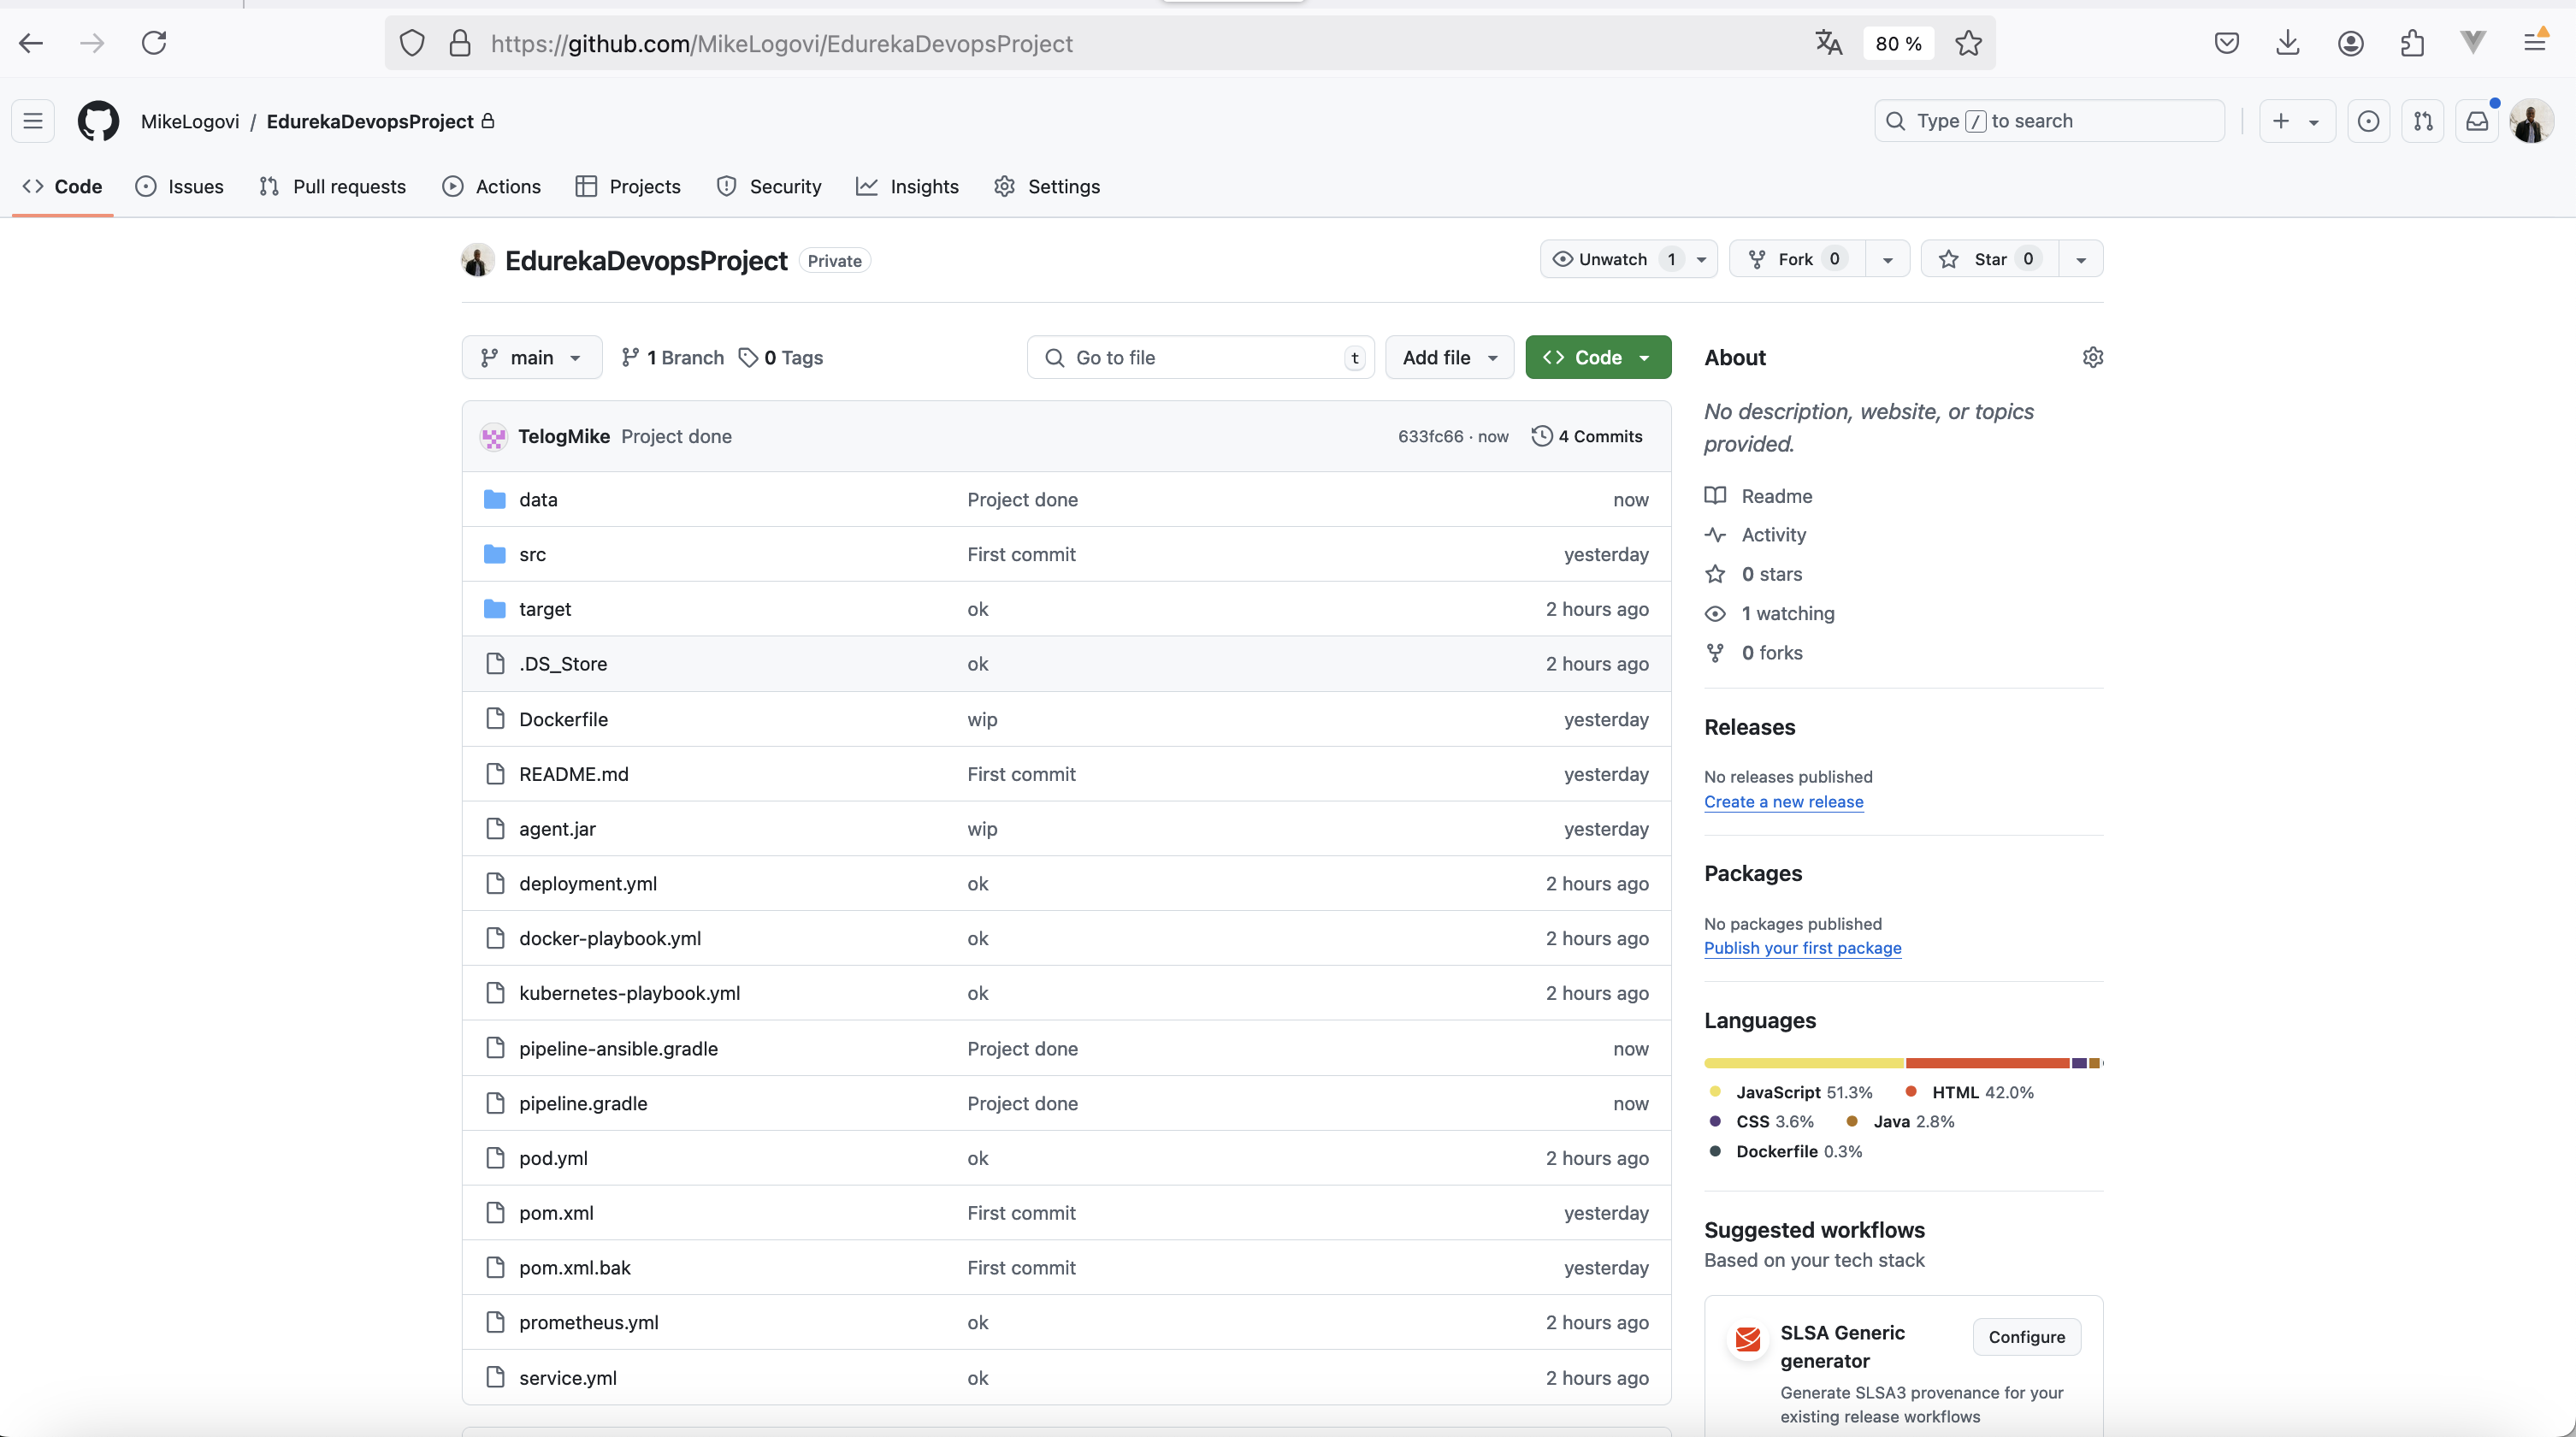 https://github.com/MikeLogovi/EdurekaDevopsProject
80 %
MikeLogovi / EdurekaDevopsProject
Type / to search
Code Issues Pull requests Actions Projects Security Insights Settings
EdurekaDevopsProject Private
Unwatch 1 Fork 0 Star 0
main 1 Branch 0 Tags
Go to file t
Add file
Code
TelogMike Project done 633fc66 · now 4 Commits
data Project done now
src First commit yesterday
target ok 2 hours ago
.DS_Store ok 2 hours ago
Dockerfile wip yesterday
README.md First commit yesterday
agent.jar wip yesterday
deployment.yml ok 2 hours ago
docker-playbook.yml ok 2 hours ago
kubernetes-playbook.yml ok 2 hours ago
pipeline-ansible.gradle Project done now
pipeline.gradle Project done now
pod.yml ok 2 hours ago
pom.xml First commit yesterday
pom.xml.bak First commit yesterday
prometheus.yml ok 2 hours ago
service.yml ok 2 hours ago
About
No description, website, or topics
provided.
Readme
Activity
0 stars
1 watching
0 forks
Releases
No releases published
Create a new release
Packages
No packages published
Publish your first package
Languages
JavaScript 51.3% HTML 42.0%
CSS 3.6% Java 2.8%
Dockerfile 0.3%
Suggested workflows
Based on your tech stack
SLSA Generic
generator
Configure
Generate SLSA3 provenance for your
existing release workflows